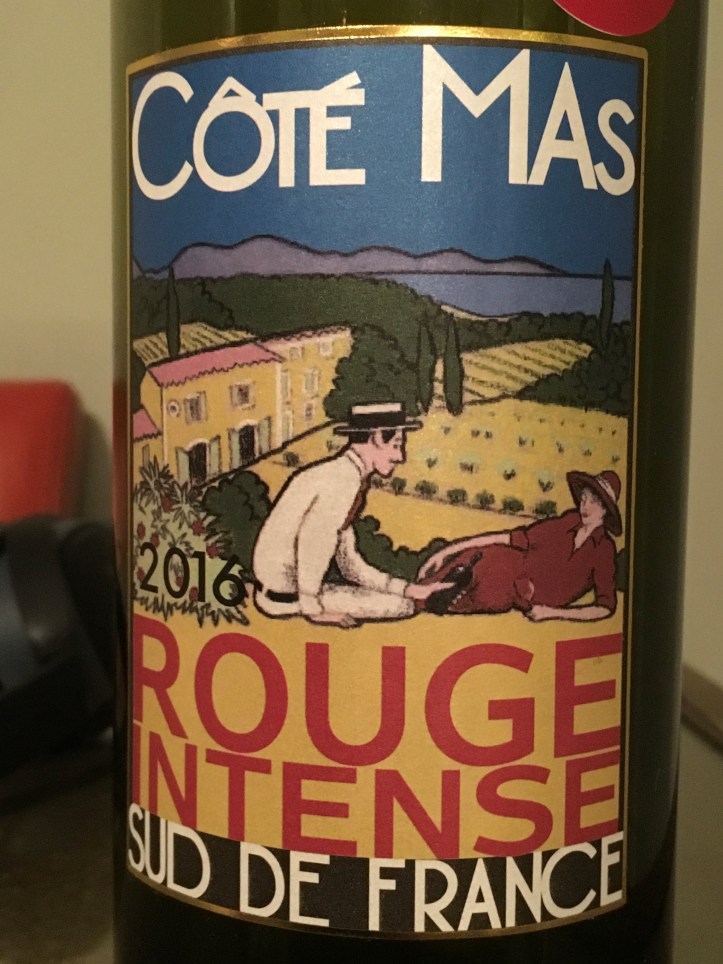 CÔTÉ MAS
2016
ROUGE
INTENSE
SUD DE FRANCE